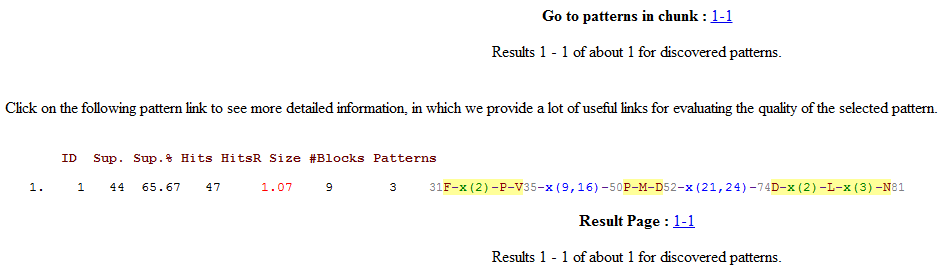 Go to patterns in chunk : 1-1
Results 1 - 1 of about 1 for discovered patterns.
Click on the following pattern link to see more detailed information, in which we provide a lot of useful links for evaluating the quality of the selected pattern.
ID Sup. Sup.% Hits HitsR Size #Blocks Patterns
1. 1 44 65.67 47 1.07 9 3 31F-x(2)-P-V35-x(9,16)-50P-M-D52-x(21,24)-74D-x(2)-L-x(3)-N81
Result Page : 1-1
Results 1 - 1 of about 1 for discovered patterns.